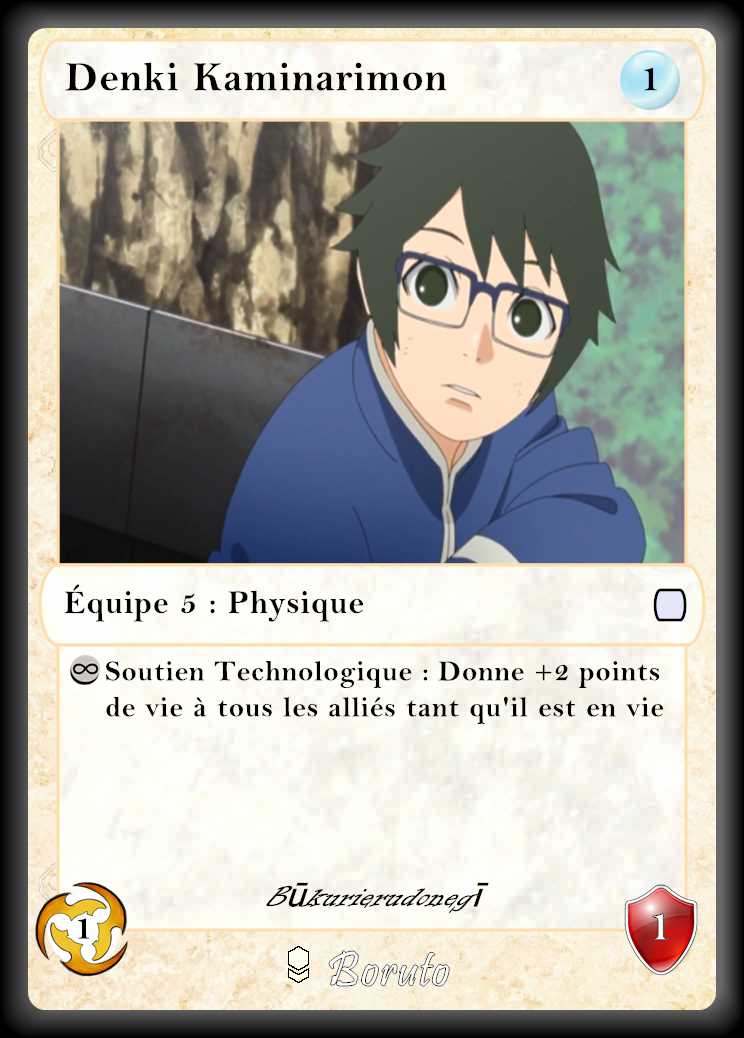 Denki Kaminarimon
1
Équipe 5 : Physique
∞ Soutien Technologique : Donne +2 points
de vie à tous les alliés tant qu'il est en vie
Būkurierudonegī
1
1
Boruto